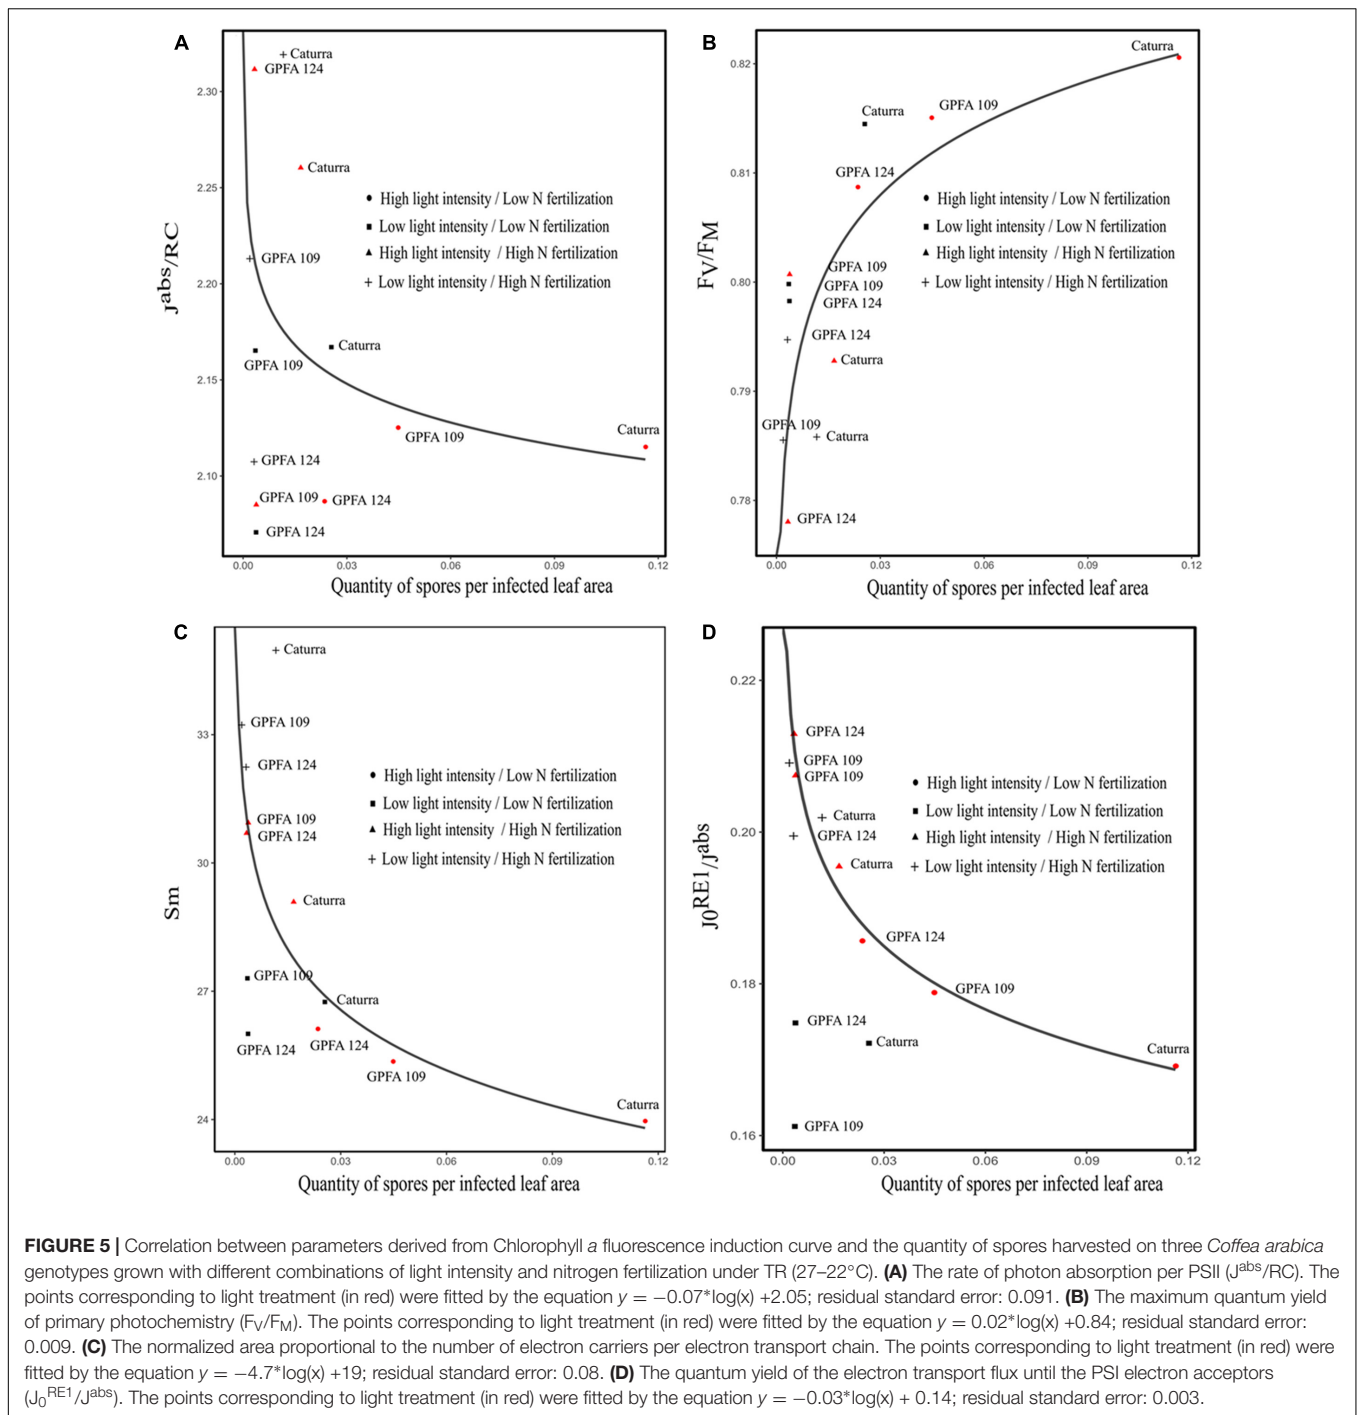 A
+ Caturra
GPFA 124
2.30
Caturra
2.25
High light intensity / Low N fertilization
Low light intensity / Low N fertilization
High light intensity / High N fertilization
+ Low light intensity / High N fertilization
+ GPFA 109
J^abs/RC
2.20
Caturra
GPFA 109
2.15
GPFA 109
Caturra
+ GPFA 124
2.10
GPFA 109
GPFA 124
GPFA 124
0.00 0.03 0.06 0.09 0.12
Quantity of spores per infected leaf area
B
Caturra
0.82
Caturra
GPFA 109
0.81
GPFA 124
High light intensity / Low N fertilization
Low light intensity / Low N fertilization
High light intensity / High N fertilization
+ Low light intensity / High N fertilization
FV/FM
GPFA 109
0.80
GPFA 109
GPFA 124
+ GPFA 124
Caturra
0.79
GPFA 109
+ Caturra
0.78
GPFA 124
0.00 0.03 0.06 0.09 0.12
Quantity of spores per infected leaf area
C
+ Caturra
+ GPFA 109
33
+ GPFA 124
High light intensity / Low N fertilization
Low light intensity / Low N fertilization
High light intensity / High N fertilization
+ Low light intensity / High N fertilization
GPFA 109
GPFA 124
30
Sm
Caturra
GPFA 109
27
Caturra
GPFA 124
GPFA 124
GPFA 109
Caturra
24
0.00 0.03 0.06 0.09 0.12
Quantity of spores per infected leaf area
D
0.22
GPFA 124
+ GPFA 109
GPFA 109
High light intensity / Low N fertilization
Low light intensity / Low N fertilization
High light intensity / High N fertilization
+ Low light intensity / High N fertilization
+ Caturra
0.20
+ GPFA 124
Caturra
J0^RE1/J^abs
GPFA 124
GPFA 109
0.18
GPFA 124
Caturra
Caturra
GPFA 109
0.16
0.00 0.03 0.06 0.09 0.12
Quantity of spores per infected leaf area
FIGURE 5 | Correlation between parameters derived from Chlorophyll a fluorescence induction curve and the quantity of spores harvested on three Coffea arabica
genotypes grown with different combinations of light intensity and nitrogen fertilization under TR (27–22°C). (A) The rate of photon absorption per PSII (J^abs/RC). The
points corresponding to light treatment (in red) were fitted by the equation y = −0.07*log(x) +2.05; residual standard error: 0.091. (B) The maximum quantum yield
of primary photochemistry (FV/FM). The points corresponding to light treatment (in red) were fitted by the equation y = 0.02*log(x) +0.84; residual standard error:
0.009. (C) The normalized area proportional to the number of electron carriers per electron transport chain. The points corresponding to light treatment (in red) were
fitted by the equation y = −4.7*log(x) +19; residual standard error: 0.08. (D) The quantum yield of the electron transport flux until the PSI electron acceptors
(J0^RE1/J^abs). The points corresponding to light treatment (in red) were fitted by the equation y = −0.03*log(x) + 0.14; residual standard error: 0.003.